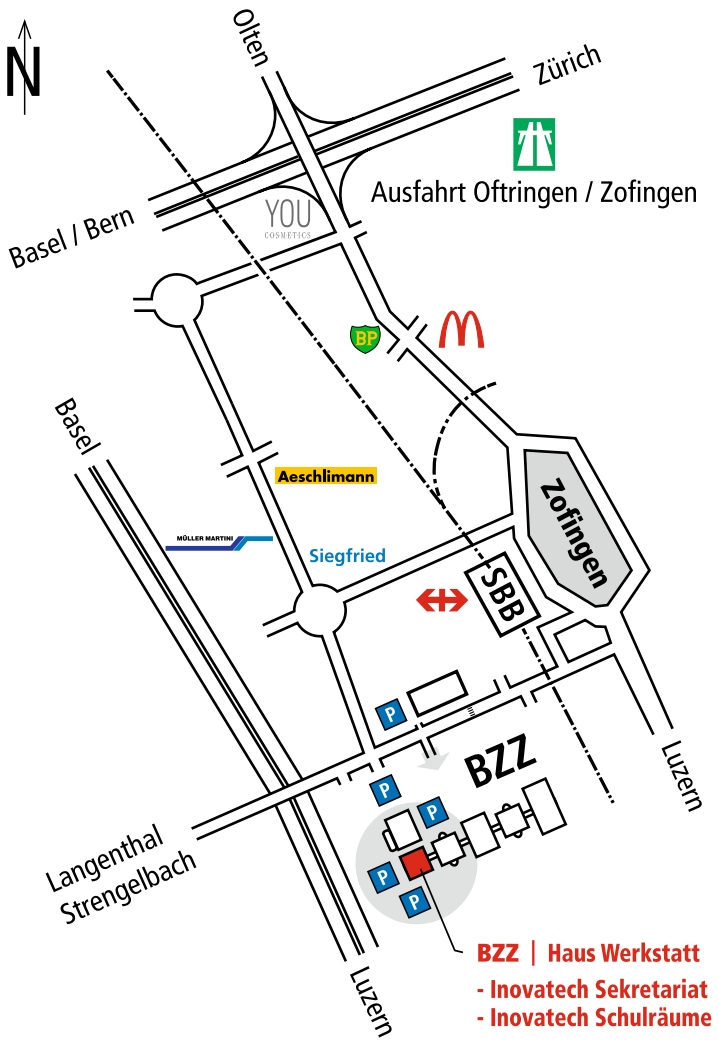 Olten
N
Zürich
Ausfahrt Oftringen / Zofingen
YOU
COSMETICS
Basel / Bern
BP
Basel
Aeschlimann
Zofingen
MÜLLER MARTINI
Siegfried
SBB
P
BZZ
Luzern
P
P
Langenthal
Strengelbach
P
P
BZZ | Haus Werkstatt
- Inovatech Sekretariat
- Inovatech Schulräume
Luzern